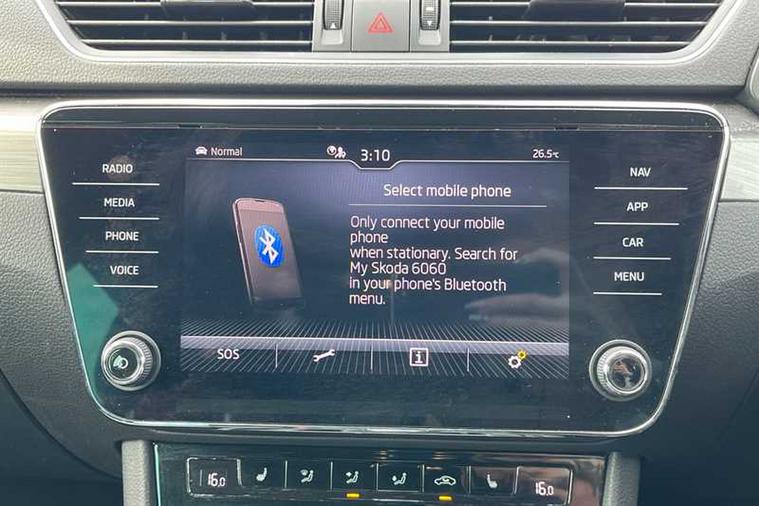 Normal 3:10 26.5°C
RADIO
MEDIA
PHONE
VOICE
Select mobile phone
Only connect your mobile
phone
when stationary. Search for
My Skoda 6060
in your phone's Bluetooth
menu.
NAV
APP
CAR
MENU
SOS i
16.0 16.0